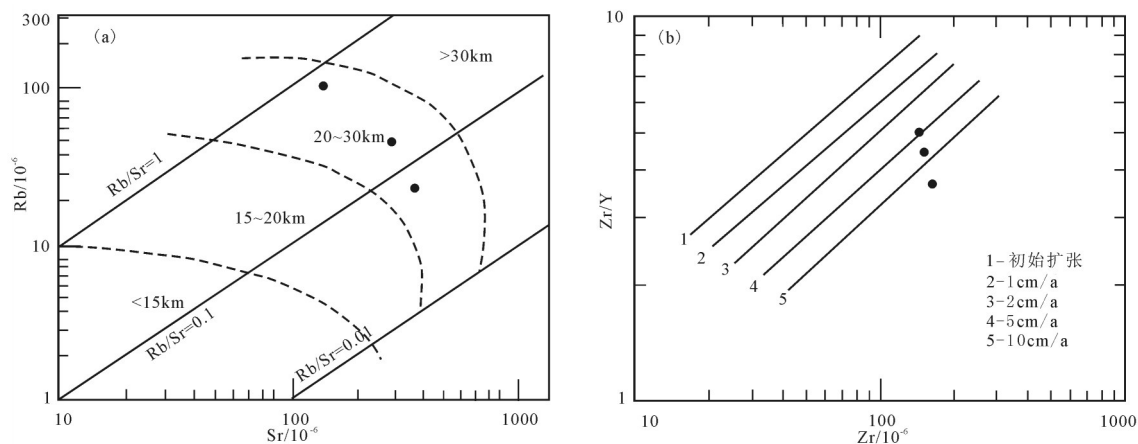 (a)
300
100
10
1
Rb/10⁻⁶
>30km
20~30km
15~20km
<15km
Rb/Sr=1
Rb/Sr=0.1
Rb/Sr=0.01
10
100
1000
Sr/10⁻⁶
(b)
10
1
Zr/Y
1
2
3
4
5
1-初始扩张
2-1cm/a
3-2cm/a
4-5cm/a
5-10cm/a
10
100
1000
Zr/10⁻⁶